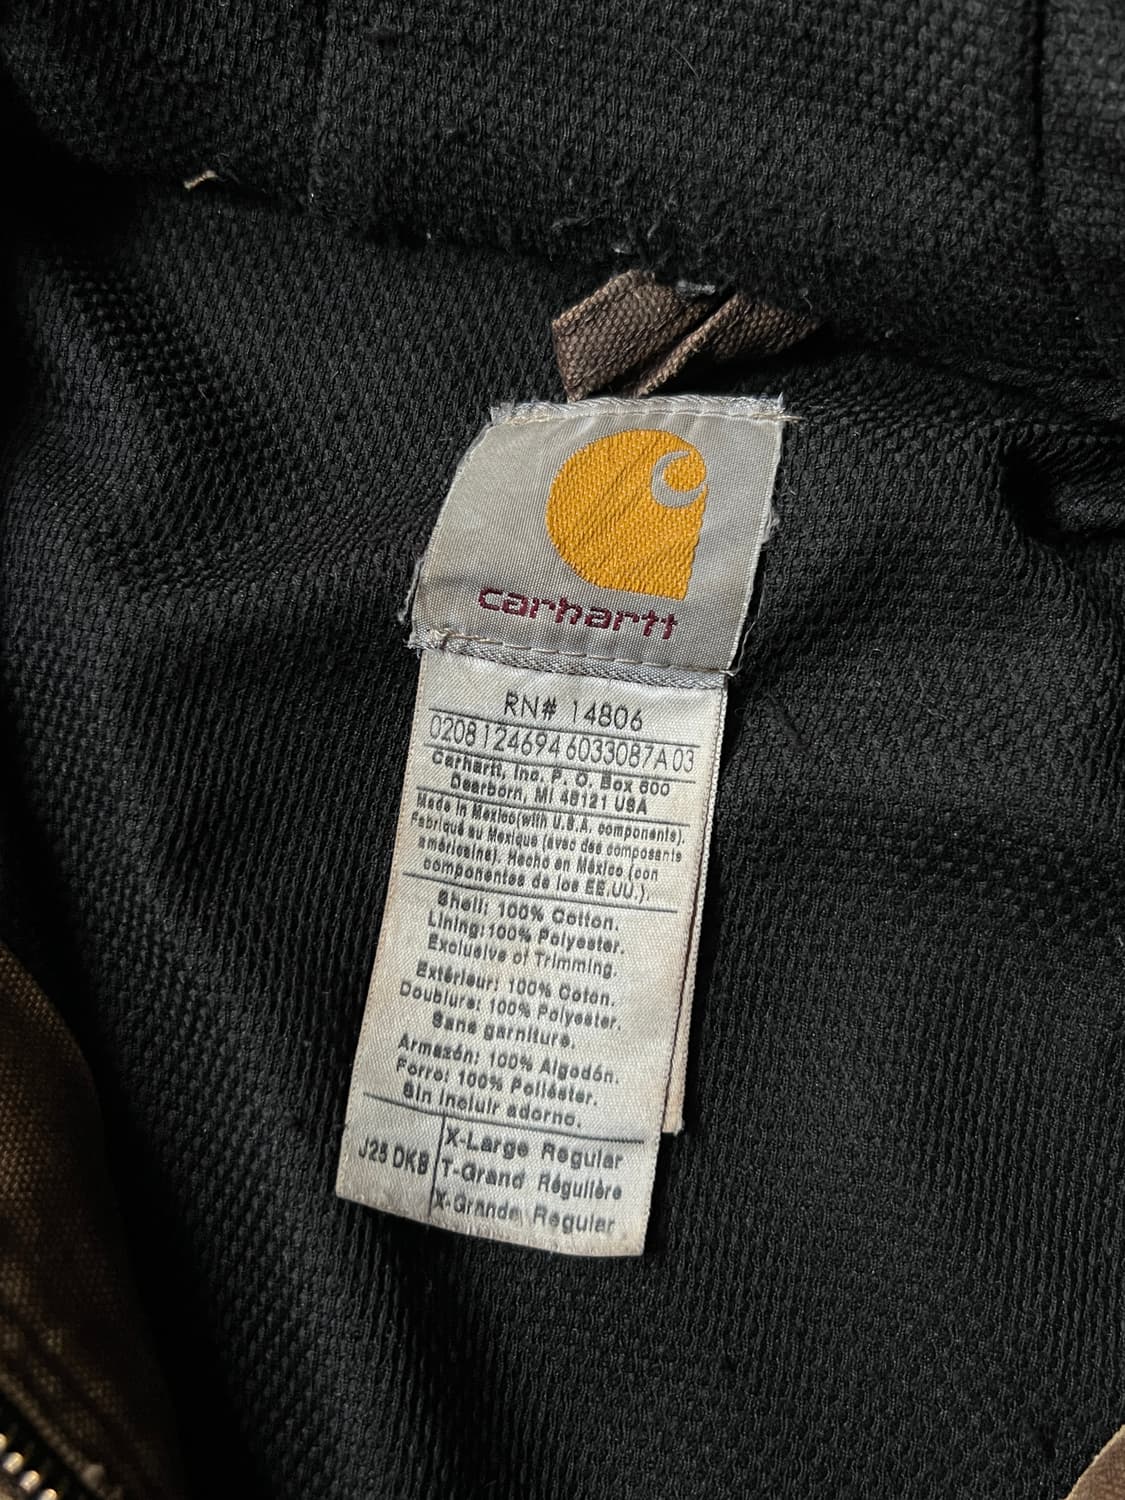 carhartt
RN# 14806
02081246946033087A03
Carhartt, Inc. P. O. Box 600
Dearborn, MI 48121 USA
Made in Mexico(with U.S.A. components).
Fabriqué au Mexique (avec des composants
américains). Hecho en México (con
componentes de los EE.UU.).
Shell: 100% Cotton.
Lining:100% Polyester.
Exclusive of Trimming.
Extérieur: 100% Coton.
Doublure: 100% Polyester.
Sans garniture.
Armazón: 100% Algodón.
Forro: 100% Poliéster.
Sin incluir adorno.
J25 DKB
X-Large Regular
T-Grand Régulière
X-Grande Regular